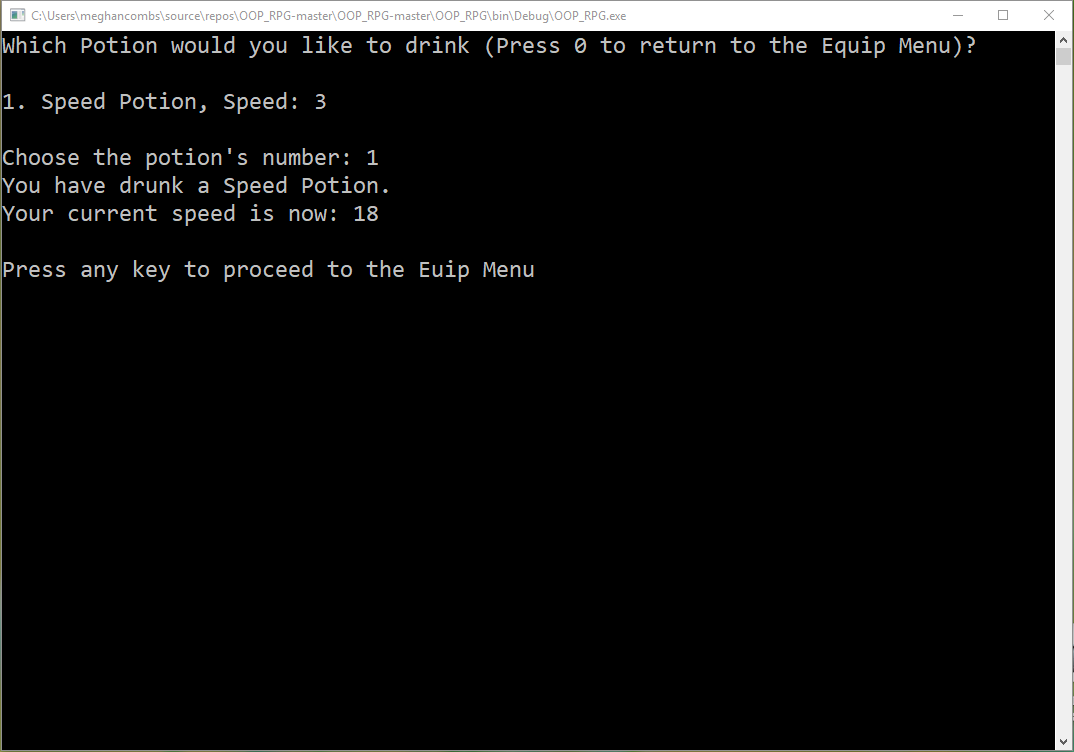 C:\Users\meghancombs\source\repos\OOP_RPG-master\OOP_RPG-master\OOP_RPG\bin\Debug\OOP_RPG.exe
Which Potion would you like to drink (Press 0 to return to the Equip Menu)?
1. Speed Potion, Speed: 3
Choose the potion's number: 1
You have drunk a Speed Potion.
Your current speed is now: 18
Press any key to proceed to the Euip Menu